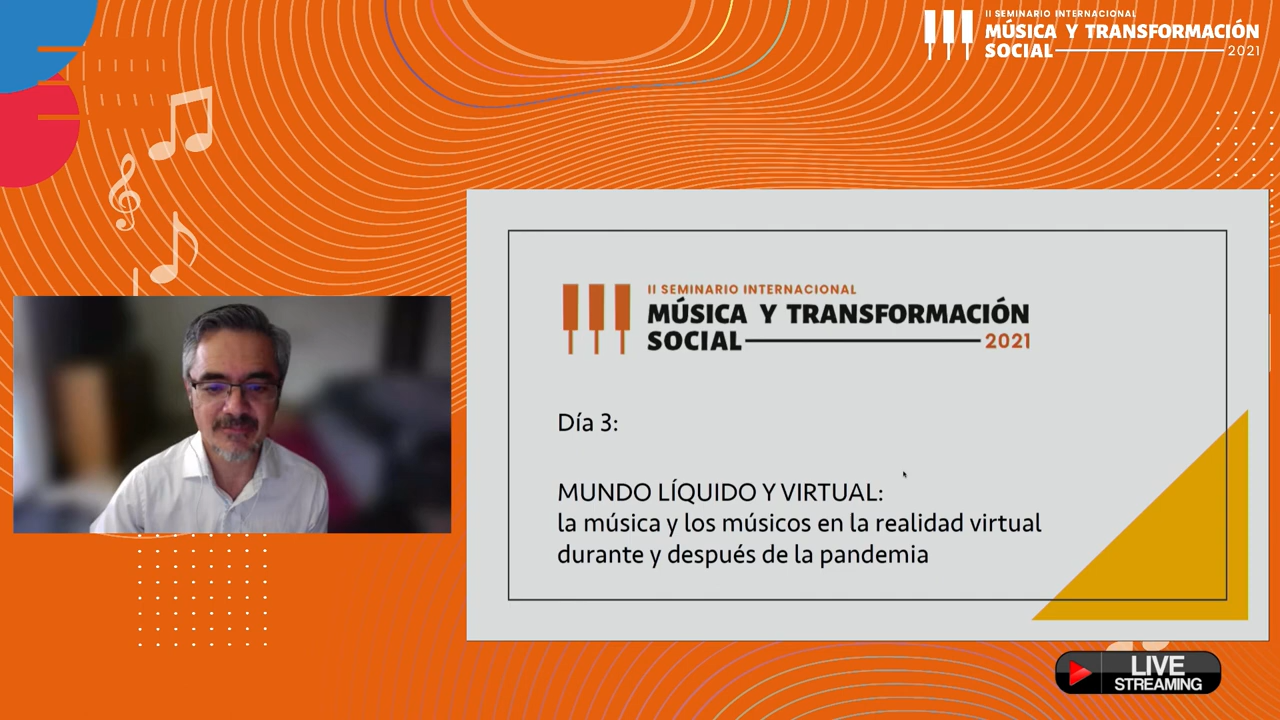 II SEMINARIO INTERNACIONAL
MÚSICA Y TRANSFORMACIÓN
SOCIAL 2021
II SEMINARIO INTERNACIONAL
MÚSICA Y TRANSFORMACIÓN
SOCIAL 2021
Día 3:
MUNDO LÍQUIDO Y VIRTUAL:
la música y los músicos en la realidad virtual
durante y después de la pandemia
LIVE
STREAMING